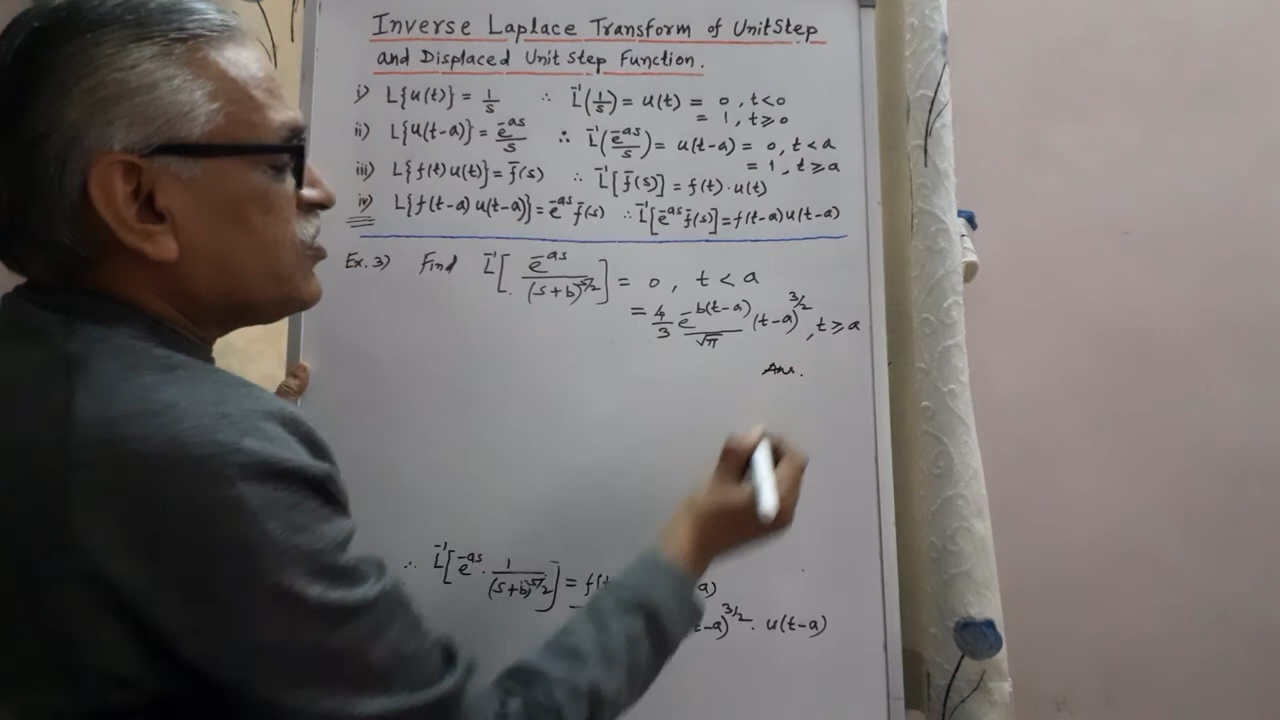 Inverse Laplace Transform of Unit Step
and Displaced Unit Step Function.
i) L{u(t)} = 1/s ∴ L⁻¹(1/s) = u(t) = 0, t<0
= 1, t≥0
ii) L{u(t-a)} = e^-as/s ∴ L⁻¹(e^-as/s) = u(t-a) = 0, t<a
= 1, t≥a
iii) L{f(t)u(t)} = f̄(s) ∴ L⁻¹[f̄(s)] = f(t)·u(t)
iv) L{f(t-a)u(t-a)} = e^-as f̄(s) ∴ L⁻¹[e^-as f̄(s)] = f(t-a)u(t-a)
Ex. 3) Find L⁻¹[e^-as/(s+b)^5/2] = 0, t<a
= 4/3 e^-b(t-a)/√π (t-a)^3/2, t≥a
Ans.
∴ L⁻¹[e^-as · 1/(s+b)^5/2] = f(t a)
t-a)^3/2 · u(t-a)